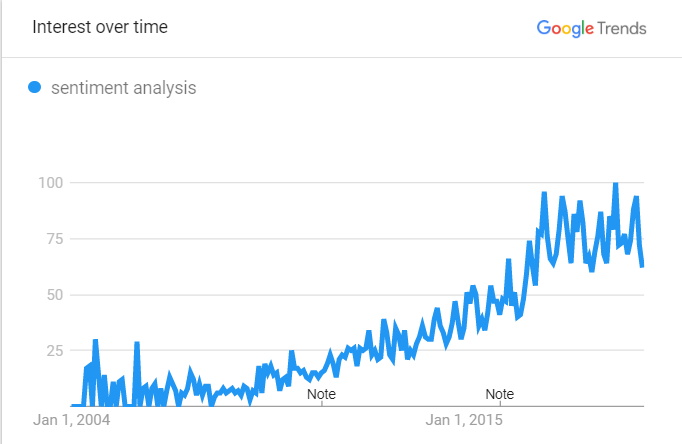 Interest over time
Google Trends
sentiment analysis
100
75
50
25
Note
Note
Jan 1, 2004
Jan 1, 2015